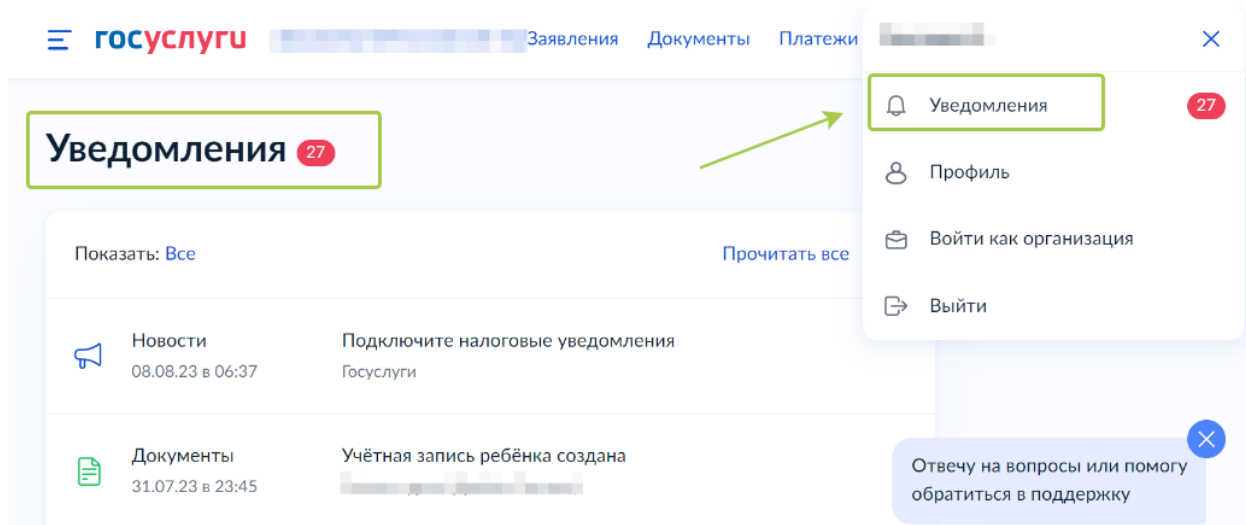 госуслуги Заявления Документы Платежи
Уведомления 27
Показать: Все Прочитать все
Новости Подключите налоговые уведомления
08.08.23 в 06:37 Госуслуги
Документы Учётная запись ребёнка создана
31.07.23 в 23:45
Уведомления 27
Профиль
Войти как организация
Выйти
Отвечу на вопросы или помогу
обратиться в поддержку